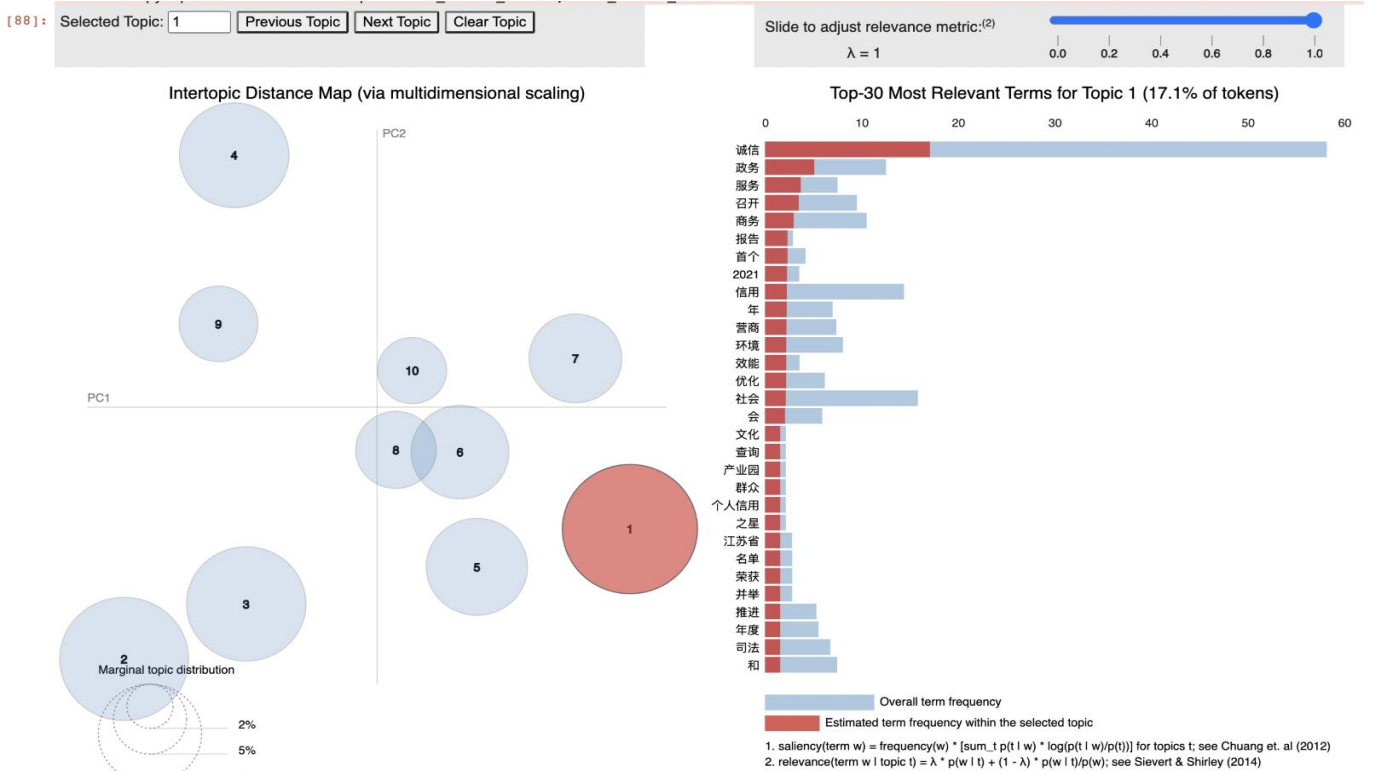 [88]:
Selected Topic: 1 Previous Topic Next Topic Clear Topic
Slide to adjust relevance metric:(2)
λ = 1
0.0 0.2 0.4 0.6 0.8 1.0
Intertopic Distance Map (via multidimensional scaling)
PC2
PC1
4
9
10
7
8
6
1
5
3
2
Marginal topic distribution
2%
5%
Top-30 Most Relevant Terms for Topic 1 (17.1% of tokens)
0 10 20 30 40 50 60
诚信
政务
服务
召开
商务
报告
首个
2021
信用
年
营商
环境
效能
优化
社会
会
文化
查询
产业园
群众
个人信用
之星
江苏省
名单
荣获
并举
推进
年度
司法
和
Overall term frequency
Estimated term frequency within the selected topic
1. saliency(term w) = frequency(w) * [sum_t p(t | w) * log(p(t | w)/p(t))] for topics t; see Chuang et. al (2012)
2. relevance(term w | topic t) = λ * p(w | t) + (1 - λ) * p(w | t)/p(w); see Sievert & Shirley (2014)